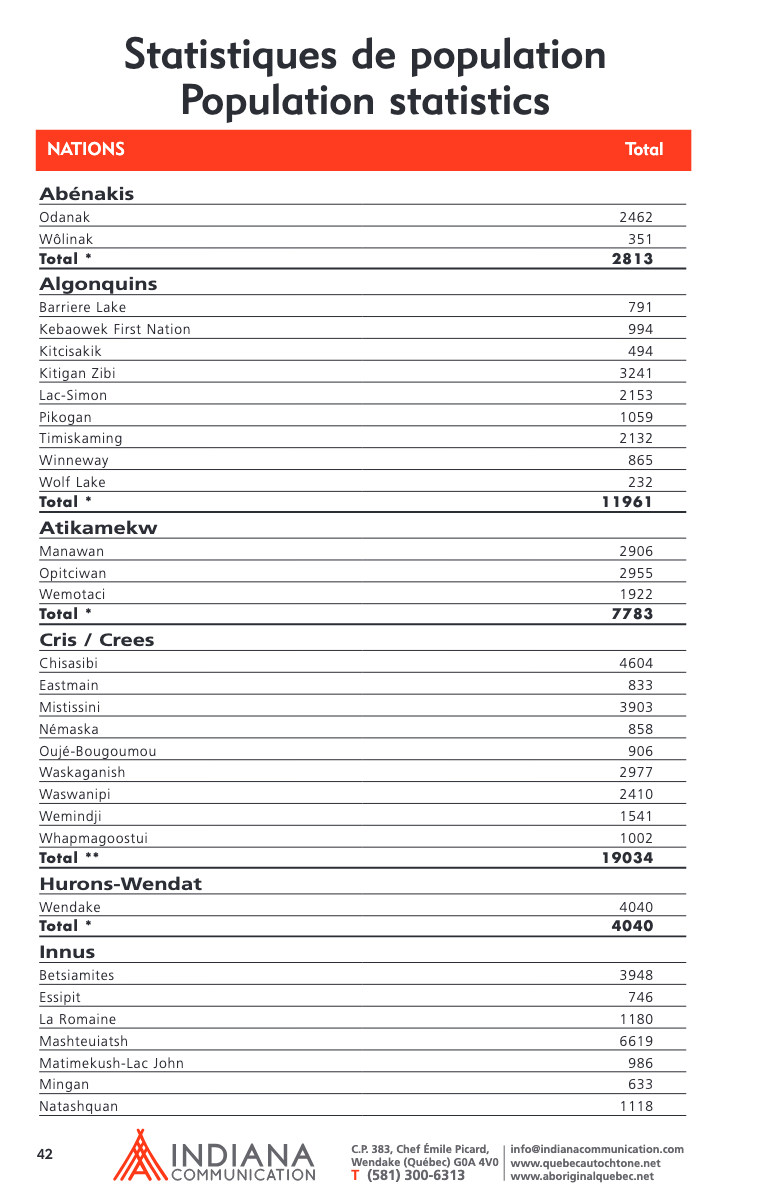 Statistiques de population
Population statistics
NATIONS Total
Abénakis
Odanak 2462
Wôlinak 351
Total * 2813
Algonquins
Barriere Lake 791
Kebaowek First Nation 994
Kitcisakik 494
Kitigan Zibi 3241
Lac-Simon 2153
Pikogan 1059
Timiskaming 2132
Winneway 865
Wolf Lake 232
Total * 11961
Atikamekw
Manawan 2906
Opitciwan 2955
Wemotaci 1922
Total * 7783
Cris / Crees
Chisasibi 4604
Eastmain 833
Mistissini 3903
Némaska 858
Oujé-Bougoumou 906
Waskaganish 2977
Waswanipi 2410
Wemindji 1541
Whapmagoostui 1002
Total ** 19034
Hurons-Wendat
Wendake 4040
Total * 4040
Innus
Betsiamites 3948
Essipit 746
La Romaine 1180
Mashteuiatsh 6619
Matimekush-Lac John 986
Mingan 633
Natashquan 1118
42
INDIANA
COMMUNICATION
C.P. 383, Chef Émile Picard,
Wendake (Québec) G0A 4V0
T (581) 300-6313
info@indianacommunication.com
www.quebecautochtone.net
www.aboriginalquebec.net